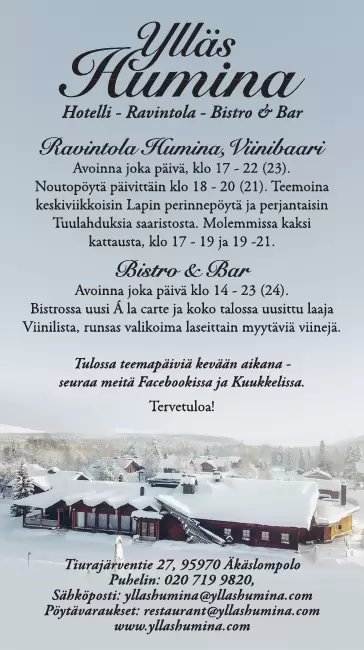 Ylläs
Humina
Hotelli - Ravintola - Bistro & Bar
Ravintola Humina, Viinibaari
Avoinna joka päivä, klo 17 - 22 (23).
Noutopöytä päivittäin klo 18 - 20 (21). Teemoina
keskiviikkoisin Lapin perinnepöytä ja perjantaisin
Tuulahduksia saaristosta. Molemmissa kaksi
kattausta, klo 17 - 19 ja 19 -21.
Bistro & Bar
Avoinna joka päivä klo 14 - 23 (24).
Bistrossa uusi Á la carte ja koko talossa uusittu laaja
Viinilista, runsas valikoima laseittain myytäviä viinejä.
Tulossa teemapäiviä kevään aikana -
seuraa meitä Facebookissa ja Kuukkelissa.
Tervetuloa!
Tiurajärventie 27, 95970 Äkäslompolo
Puhelin: 020 719 9820,
Sähköposti: yllashumina@yllashumina.com
Pöytävaraukset: restaurant@yllashumina.com
www.yllashumina.com